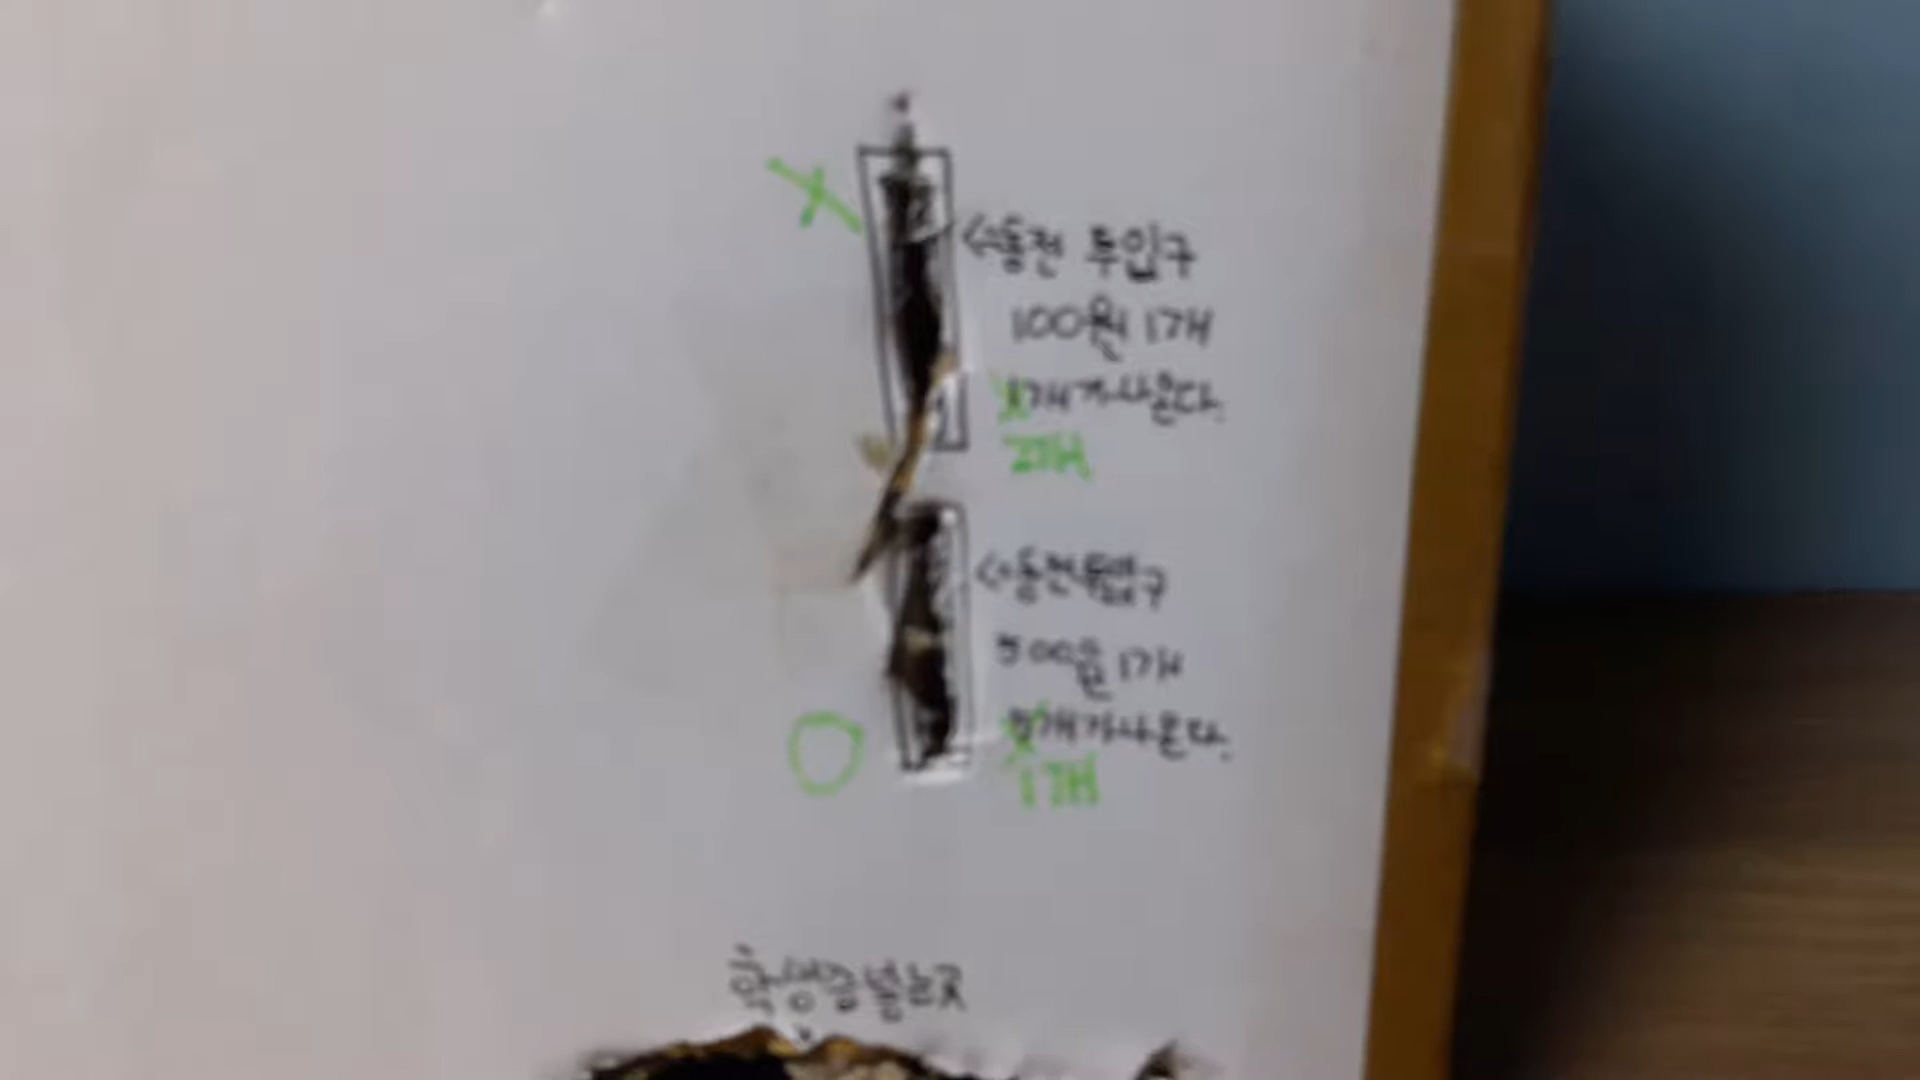 X
<동전 투입구
100원 1개
1개가 나온다.
2개
<동전투입구
500원 1개
5개가 나온다.
O
1개
학생증 넣는곳